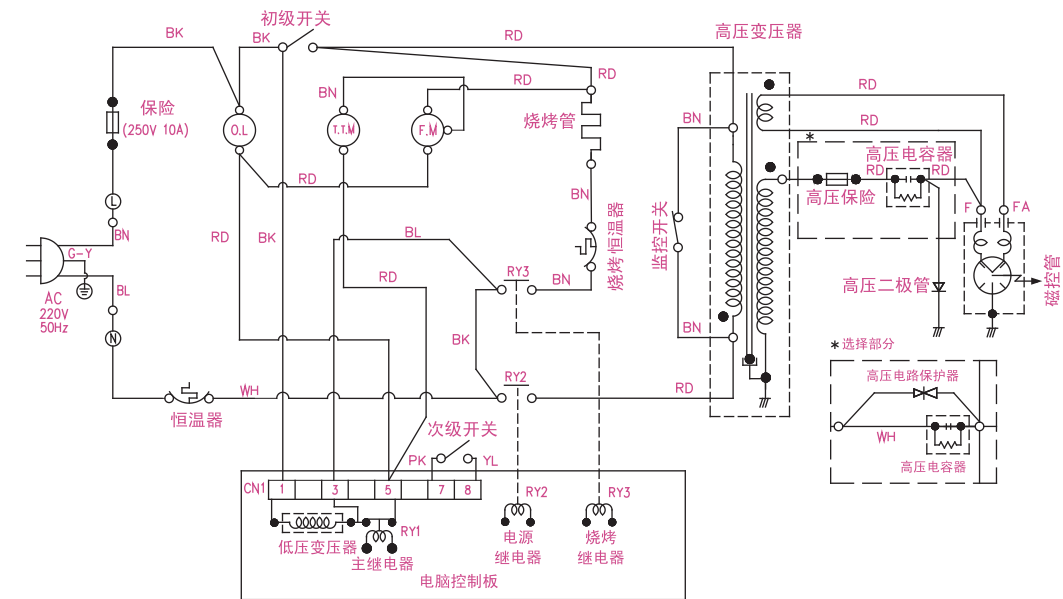 初级开关
高压变压器
BK
BK
RD
RD
RD
RD
BN
保险
(250V 10A)
O.L
T.T.M
F.M
烧烤管
BN
RD
*
高压电容器
RD
RD
高压保险
RD
BN
L
BN
G-Y
RD
BK
BL
烧烤恒温器
监控开关
F
FA
AC
220V
50Hz
BL
RD
RY3
BN
高压二极管
磁控管
N
BK
BN
*选择部分
WH
恒温器
RY2
RD
高压电路保护器
WH
高压电容器
次级开关
PK
YL
CN1
1
3
5
7
8
RY2
RY3
RY1
低压变压器
主继电器
电源
继电器
烧烤
继电器
电脑控制板